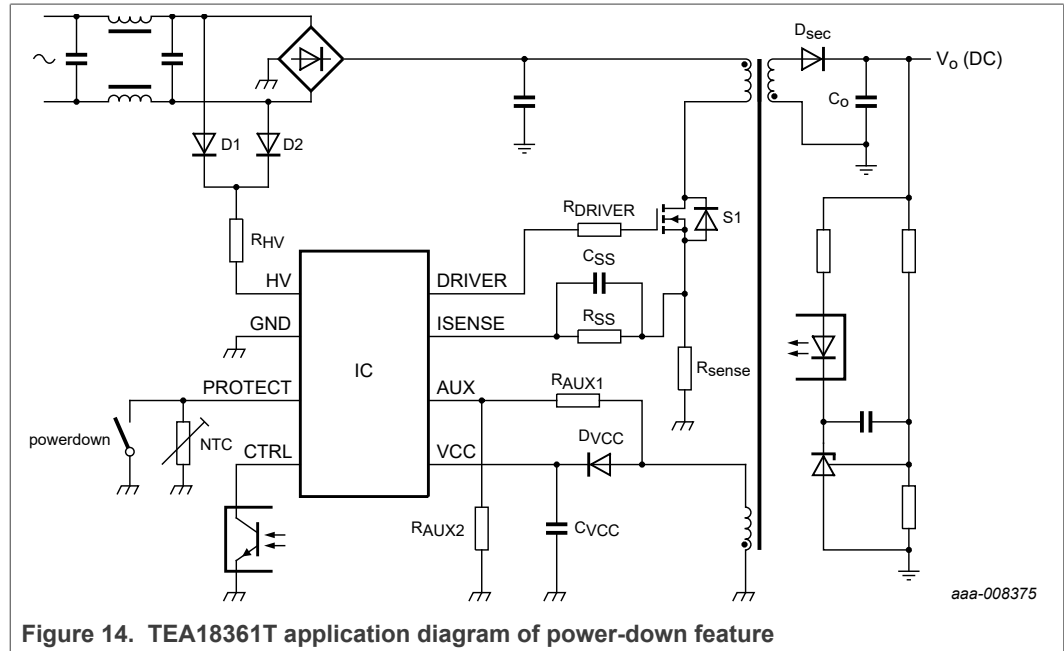 Dsec
Vo (DC)
Co
D1
D2
RDRIVER
S1
RHV
CSS
HV
DRIVER
RSS
GND
ISENSE
IC
Rsense
PROTECT
AUX
RAUX1
powerdown
NTC
DVCC
CTRL
VCC
RAUX2
CVCC
aaa-008375
Figure 14. TEA18361T application diagram of power-down feature